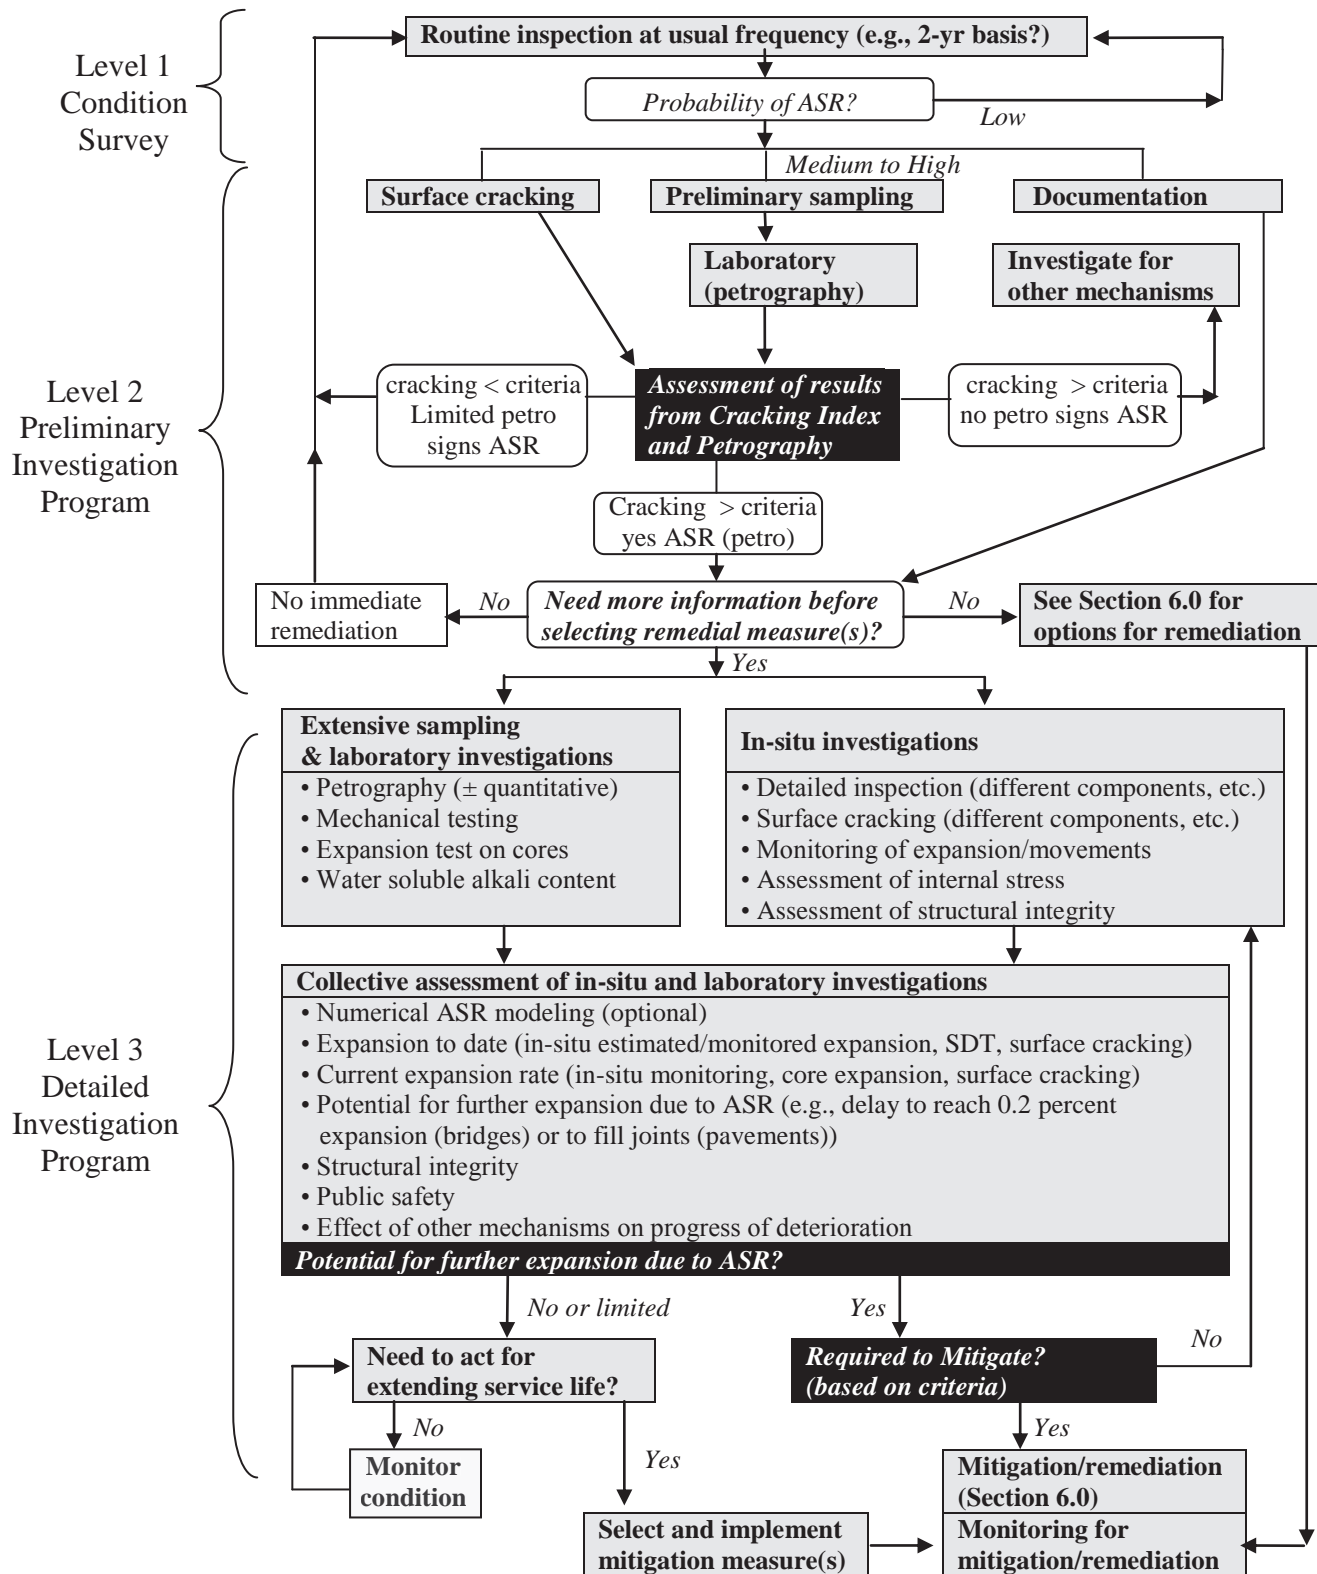 Routine inspection at usual frequency (e.g., 2-yr basis?)
Level 1
Condition
Survey
Probability of ASR?
Low
Medium to High
Surface cracking
Preliminary sampling
Documentation
Laboratory
(petrography)
Investigate for
other mechanisms
Level 2
Preliminary
Investigation
Program
cracking < criteria
Limited petro
signs ASR
Assessment of results
from Cracking Index
and Petrography
cracking > criteria
no petro signs ASR
Cracking > criteria
yes ASR (petro)
No immediate
remediation
No
Need more information before
selecting remedial measure(s)?
No
See Section 6.0 for
options for remediation
Yes
Extensive sampling
& laboratory investigations
• Petrography (± quantitative)
• Mechanical testing
• Expansion test on cores
• Water soluble alkali content
In-situ investigations
• Detailed inspection (different components, etc.)
• Surface cracking (different components, etc.)
• Monitoring of expansion/movements
• Assessment of internal stress
• Assessment of structural integrity
Level 3
Detailed
Investigation
Program
Collective assessment of in-situ and laboratory investigations
• Numerical ASR modeling (optional)
• Expansion to date (in-situ estimated/monitored expansion, SDT, surface cracking)
• Current expansion rate (in-situ monitoring, core expansion, surface cracking)
• Potential for further expansion due to ASR (e.g., delay to reach 0.2 percent
expansion (bridges) or to fill joints (pavements))
• Structural integrity
• Public safety
• Effect of other mechanisms on progress of deterioration
Potential for further expansion due to ASR?
No or limited
Yes
Need to act for
extending service life?
Required to Mitigate?
(based on criteria)
No
No
Yes
Yes
Monitor
condition
Mitigation/remediation
(Section 6.0)
Select and implement
mitigation measure(s)
Monitoring for
mitigation/remediation